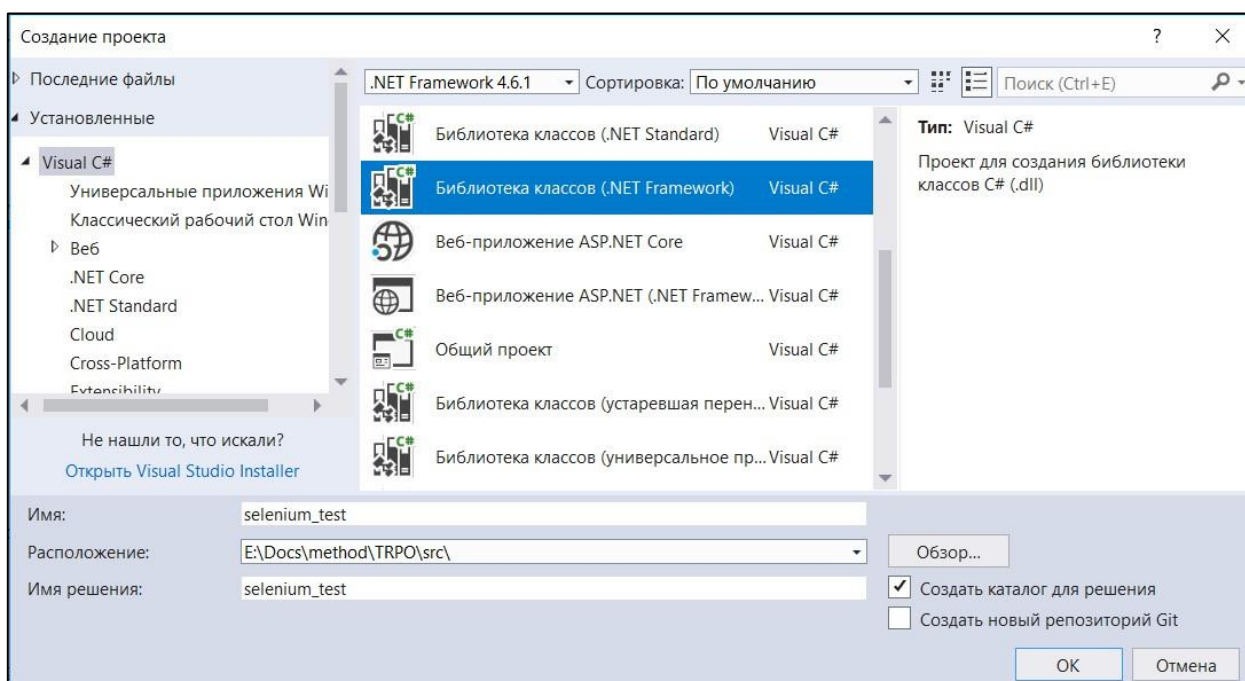 Создание проекта
?
Последние файлы
Установленные
Visual C#
Универсальные приложения Wi
Классический рабочий стол Win
Веб
.NET Core
.NET Standard
Cloud
Cross-Platform
Extensibility
Не нашли то, что искали?
Открыть Visual Studio Installer
.NET Framework 4.6.1
Сортировка: По умолчанию
Поиск (Ctrl+E)
Библиотека классов (.NET Standard) Visual C#
Библиотека классов (.NET Framework) Visual C#
Веб-приложение ASP.NET Core Visual C#
Веб-приложение ASP.NET (.NET Framew... Visual C#
Общий проект Visual C#
Библиотека классов (устаревшая перен... Visual C#
Библиотека классов (универсальное пр... Visual C#
Тип: Visual C#
Проект для создания библиотеки
классов C# (.dll)
Имя: selenium_test
Расположение: E:\Docs\method\TRPO\src\
Обзор...
Имя решения: selenium_test
Создать каталог для решения
Создать новый репозиторий Git
ОК
Отмена